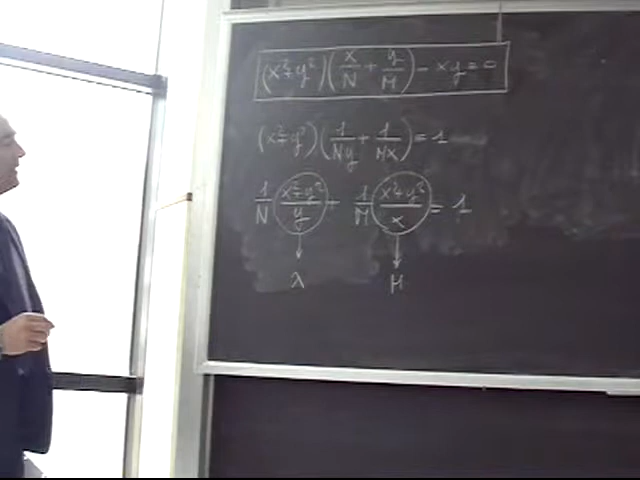 (x²+y²)(x/N + y/M) - xy = 0
(x²+y²)(1/Ny + 1/Mx) = 1
1/N (x²+y²)/y + 1/M (x²+y²)/x = 1
↓ ↓
λ μ